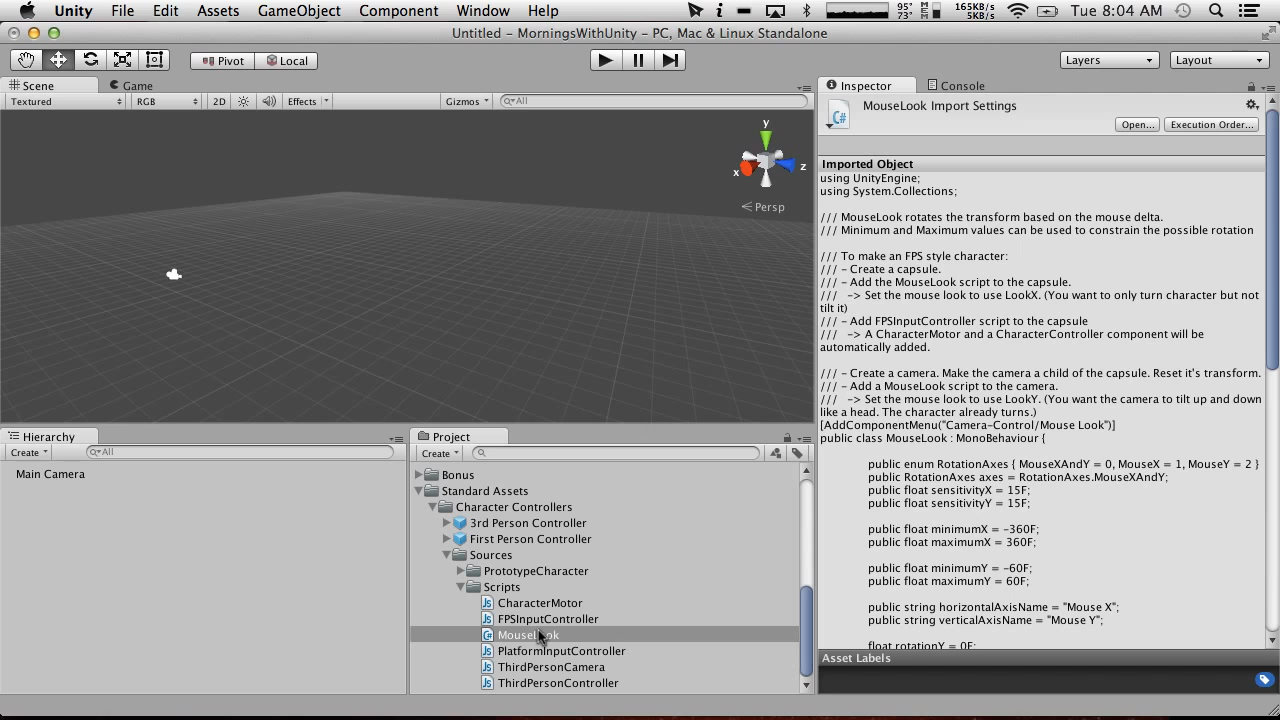 Unity File Edit Assets GameObject Component Window Help 95° 73° MEM 165KB/s 5KB/s Tue 8:04 AM
Untitled - MorningsWithUnity - PC, Mac & Linux Standalone
Pivot Local Layers Layout
Scene Game
Textured RGB 2D Effects Gizmos All
y
x z
Persp
Inspector Console
MouseLook Import Settings
C#
Open... Execution Order...
Imported Object
using UnityEngine;
using System.Collections;
/// MouseLook rotates the transform based on the mouse delta.
/// Minimum and Maximum values can be used to constrain the possible rotation
/// To make an FPS style character:
/// - Create a capsule.
/// - Add the MouseLook script to the capsule.
///   -> Set the mouse look to use LookX. (You want to only turn character but not
tilt it)
/// - Add FPSInputController script to the capsule
///   -> A CharacterMotor and a CharacterController component will be
automatically added.
/// - Create a camera. Make the camera a child of the capsule. Reset it's transform.
/// - Add a MouseLook script to the camera.
///   -> Set the mouse look to use LookY. (You want the camera to tilt up and down
like a head. The character already turns.)
[AddComponentMenu("Camera-Control/Mouse Look")]
public class MouseLook : MonoBehaviour {
public enum RotationAxes { MouseXAndY = 0, MouseX = 1, MouseY = 2 }
public RotationAxes axes = RotationAxes.MouseXAndY;
public float sensitivityX = 15F;
public float sensitivityY = 15F;
public float minimumX = -360F;
public float maximumX = 360F;
public float minimumY = -60F;
public float maximumY = 60F;
public string horizontalAxisName = "Mouse X";
public string verticalAxisName = "Mouse Y";
float rotationY = 0F;
Asset Labels
Hierarchy
Create All
Main Camera
Project
Create
Bonus
Standard Assets
Character Controllers
3rd Person Controller
First Person Controller
Sources
PrototypeCharacter
Scripts
Js CharacterMotor
Js FPSInputController
C# MouseLook
Js PlatformInputController
Js ThirdPersonCamera
Js ThirdPersonController